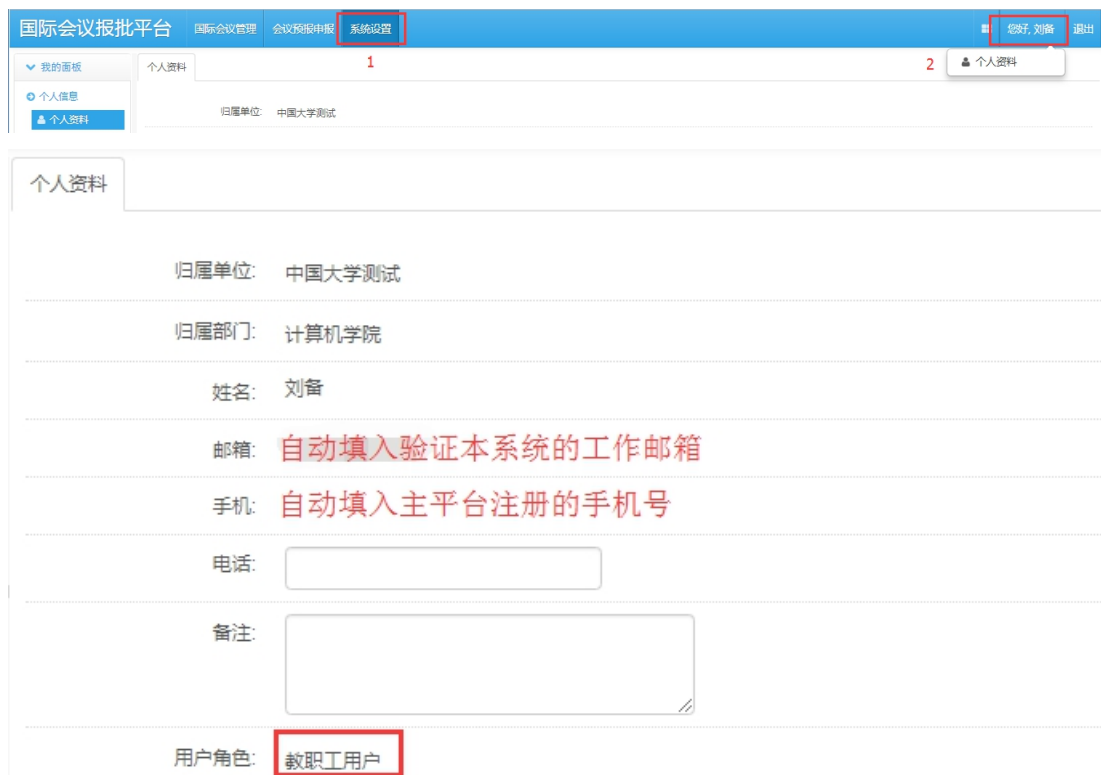 国际会议报批平台 国际会议管理 会议预报申报 系统设置 您好, 刘备 退出
我的面板 个人资料 1 2 个人资料
个人信息
个人资料 归属单位: 中国大学测试
个人资料
归属单位: 中国大学测试
归属部门: 计算机学院
姓名: 刘备
邮箱: 自动填入验证本系统的工作邮箱
手机: 自动填入主平台注册的手机号
电话:
备注:
用户角色: 教职工用户